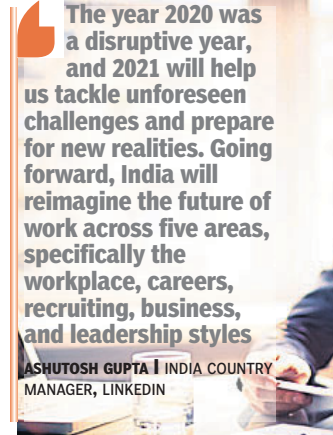 The year 2020 was
a disruptive year,
and 2021 will help
us tackle unforeseen
challenges and prepare
for new realities. Going
forward, India will
reimagine the future of
work across five areas,
specifically the
workplace, careers,
recruiting, business,
and leadership styles
ASHUTOSH GUPTA | INDIA COUNTRY
MANAGER, LINKEDIN